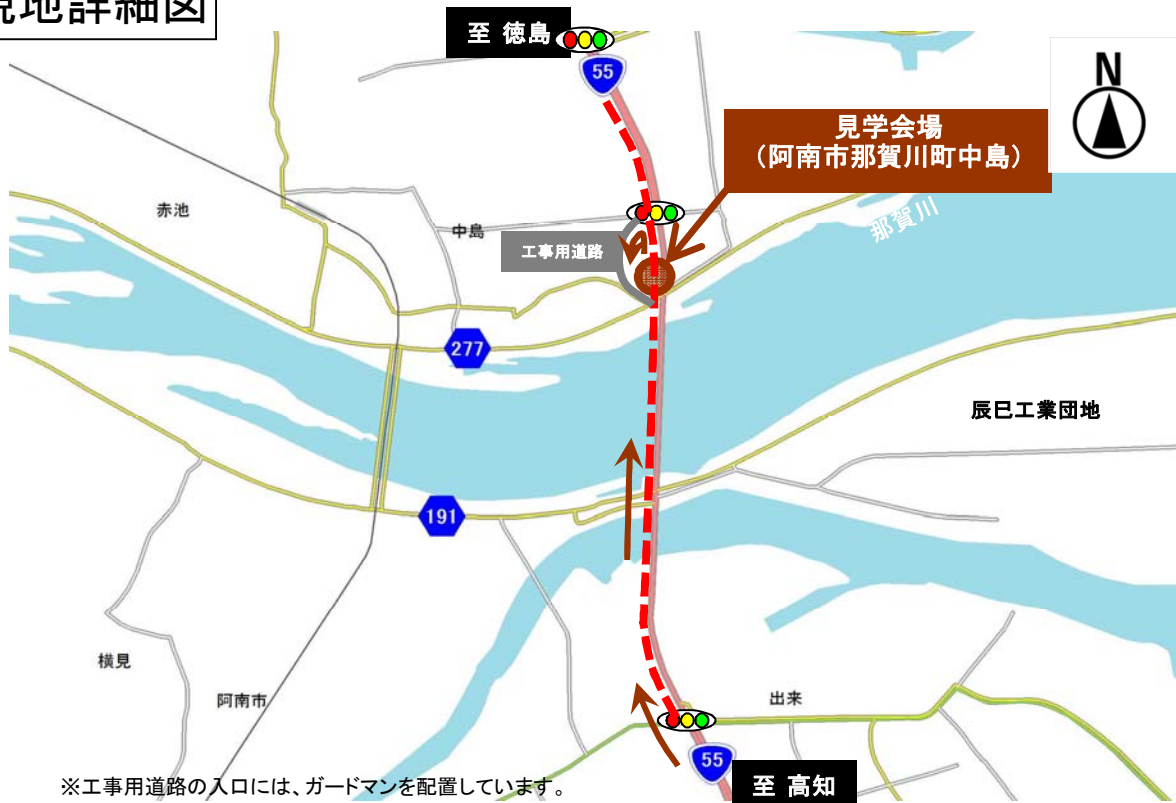 地詳細図
至 徳島
55
N
見学会場
(阿南市那賀川町中島)
那賀川
赤池
中島
工事用道路
277
辰巳工業団地
191
横見
阿南市
出来
55
至 高知
※工事用道路の入口には、ガードマンを配置しています。